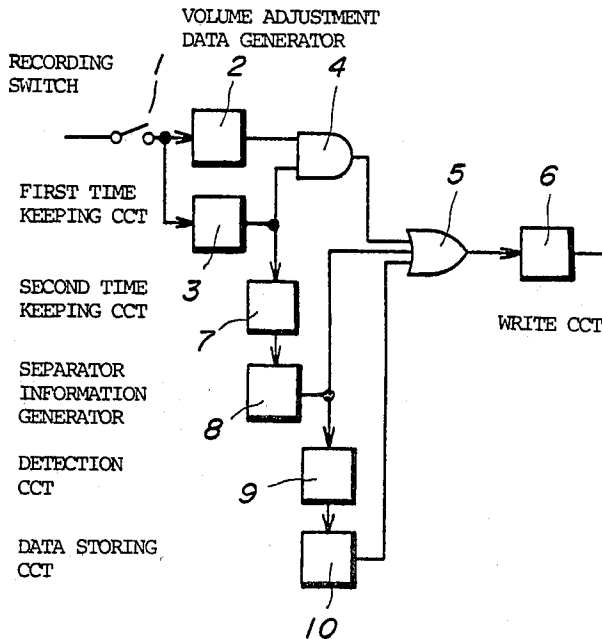 VOLUME ADJUSTMENT
DATA GENERATOR
RECORDING
SWITCH
1
2
4
FIRST TIME
KEEPING CCT
3
5
6
SECOND TIME
KEEPING CCT
7
WRITE CCT
SEPARATOR
INFORMATION
GENERATOR
8
DETECTION
CCT
9
DATA STORING
CCT
10